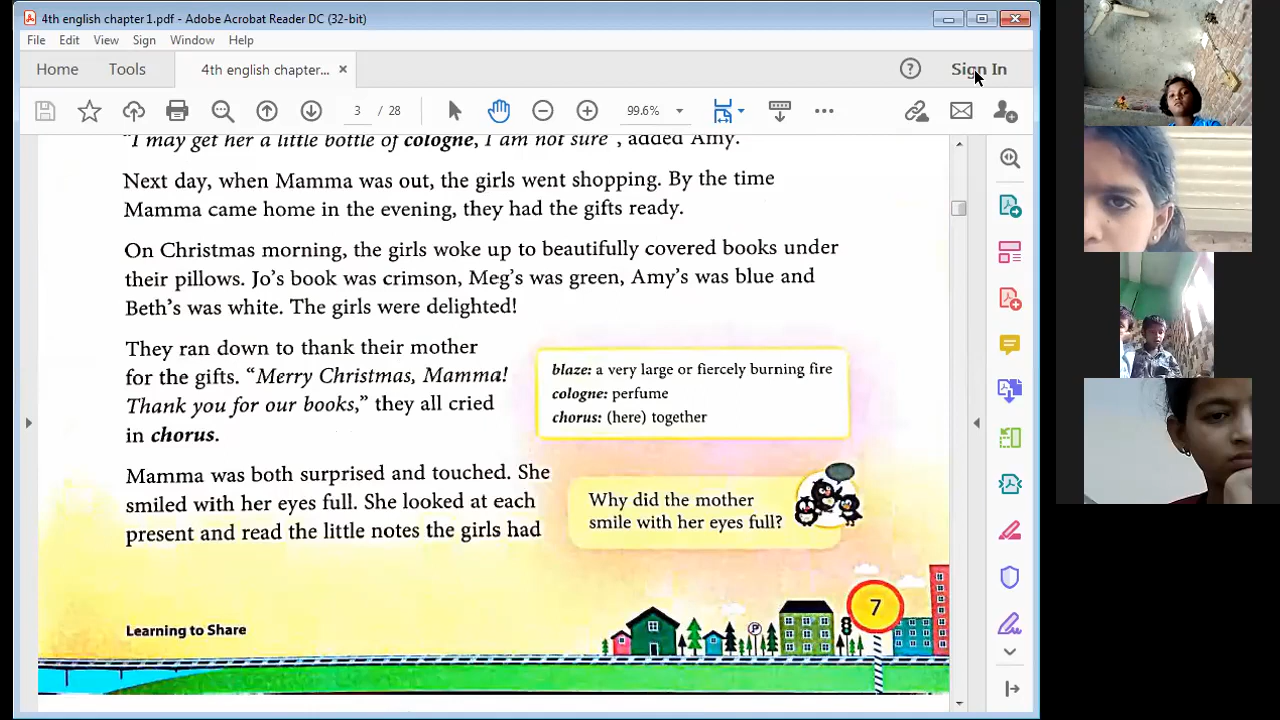 4th english chapter 1.pdf - Adobe Acrobat Reader DC (32-bit)
File Edit View Sign Window Help
Home Tools 4th english chapter... × Sign In
3 / 28 99.6%
"I may get her a little bottle of cologne, I am not sure", added Amy.
Next day, when Mamma was out, the girls went shopping. By the time
Mamma came home in the evening, they had the gifts ready.
On Christmas morning, the girls woke up to beautifully covered books under
their pillows. Jo's book was crimson, Meg's was green, Amy's was blue and
Beth's was white. The girls were delighted!
They ran down to thank their mother
for the gifts. "Merry Christmas, Mamma!
Thank you for our books," they all cried
in chorus.
blaze: a very large or fiercely burning fire
cologne: perfume
chorus: (here) together
Mamma was both surprised and touched. She
smiled with her eyes full. She looked at each
present and read the little notes the girls had
Why did the mother
smile with her eyes full?
P
7
Learning to Share